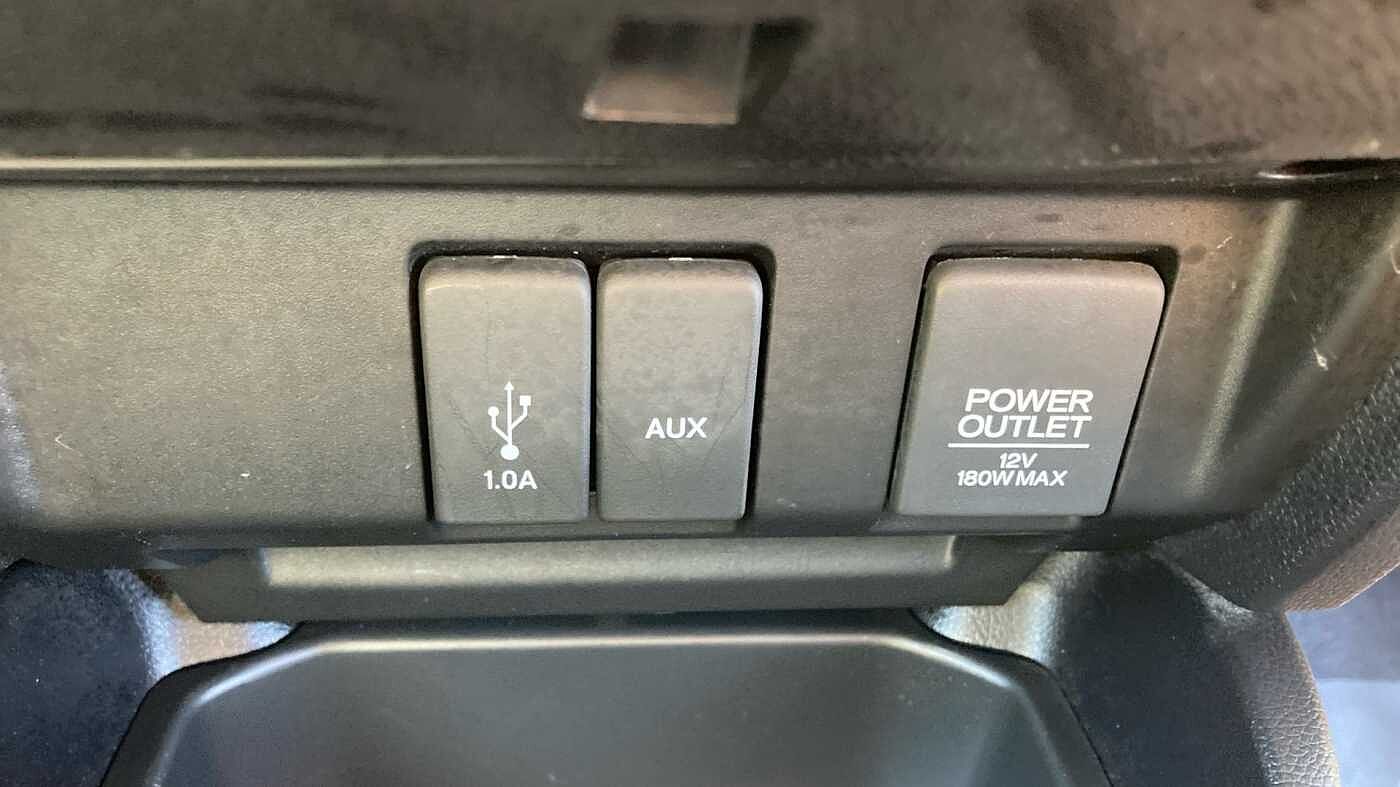 1.0A
AUX
POWER
OUTLET
12V
180W MAX